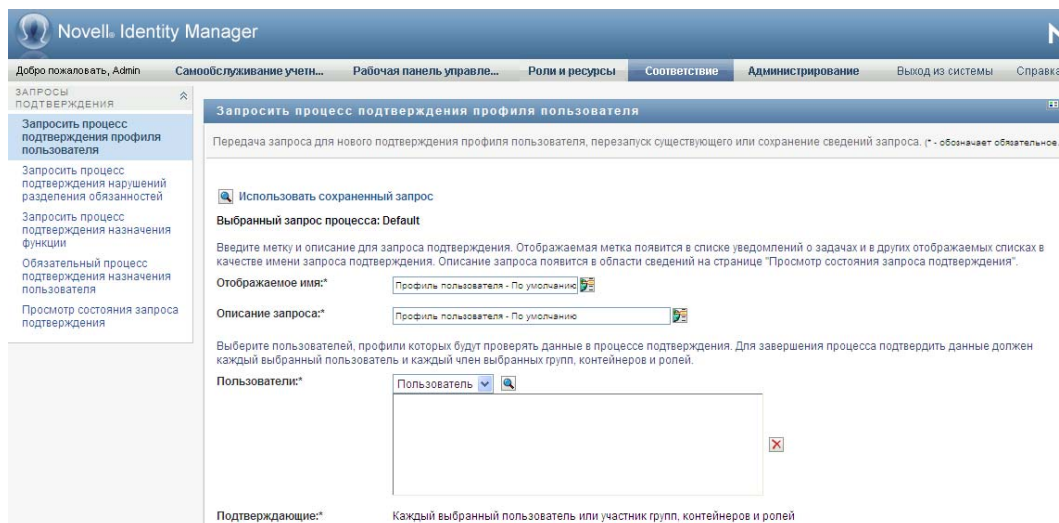 Novell® Identity Manager
Добро пожаловать, Admin
Самообслуживание учетн...
Рабочая панель управле...
Роли и ресурсы
Соответствие
Администрирование
Выход из системы
Справка
ЗАПРОСЫ
ПОДТВЕРЖДЕНИЯ
Запросить процесс
подтверждения профиля
пользователя
Запросить процесс
подтверждения нарушений
разделения обязанностей
Запросить процесс
подтверждения назначения
функции
Обязательный процесс
подтверждения назначения
пользователя
Просмотр состояния запроса
подтверждения
Запросить процесс подтверждения профиля пользователя
Передача запроса для нового подтверждения профиля пользователя, перезапуск существующего или сохранение сведений запроса. (* - обозначает обязательное.
Использовать сохраненный запрос
Выбранный запрос процесса: Default
Введите метку и описание для запроса подтверждения. Отображаемая метка появится в списке уведомлений о задачах и в других отображаемых списках в
качестве имени запроса подтверждения. Описание запроса появится в области сведений на странице "Просмотр состояния запроса подтверждения".
Отображаемое имя:*
Профиль пользователя - По умолчанию
Описание запроса:*
Профиль пользователя - По умолчанию
Выберите пользователей, профили которых будут проверять данные в процессе подтверждения. Для завершения процесса подтвердить данные должен
каждый выбранный пользователь и каждый член выбранных групп, контейнеров и ролей.
Пользователи:*
Пользователь
Подтверждающие:*
Каждый выбранный пользователь или участник групп, контейнеров и ролей